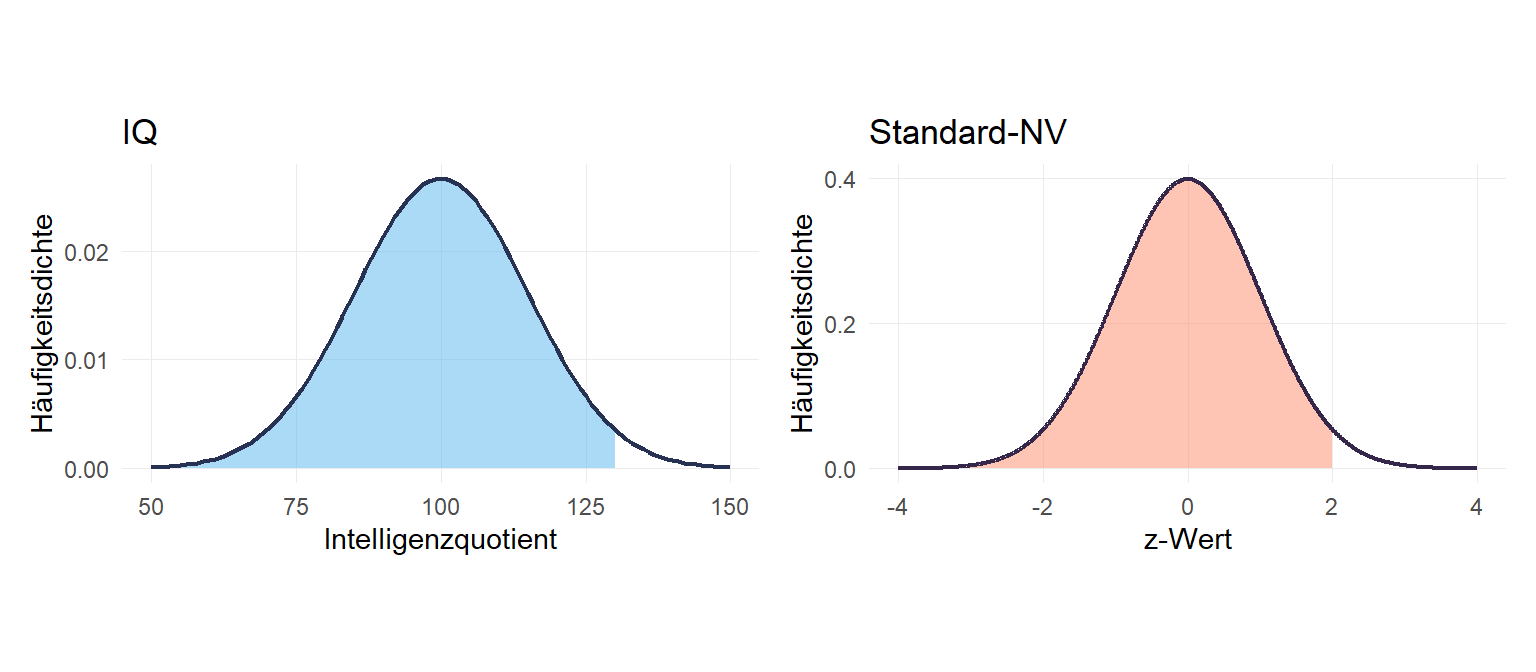 IQ
Häufigkeitsdichte
0.02
0.01
0.00
50 75 100 125 150
Intelligenzquotient
Standard-NV
Häufigkeitsdichte
0.4
0.2
0.0
-4 -2 0 2 4
z-Wert